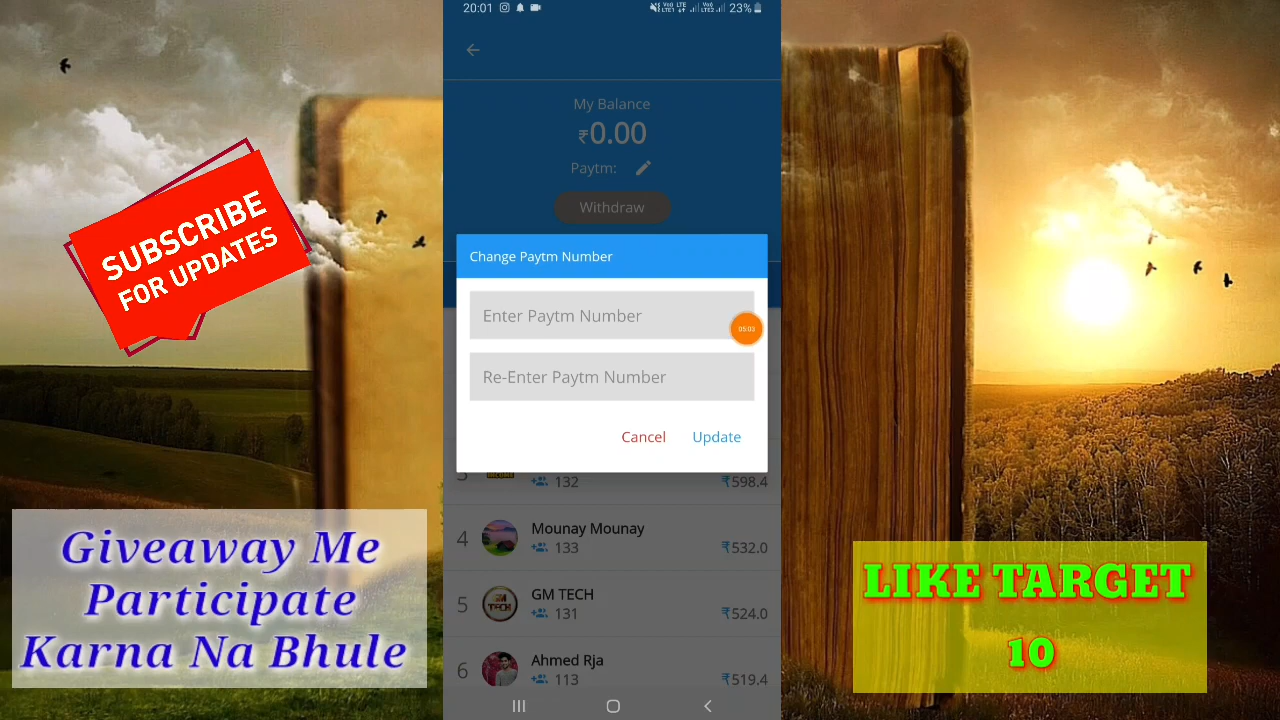 20:01
23%
My Balance
₹0.00
Paytm:
Withdraw
Change Paytm Number
Enter Paytm Number
05:03
Re-Enter Paytm Number
Cancel
Update
132
₹598.4
4
Mounay Mounay
133
₹532.0
5
GM TECH
131
₹524.0
6
Ahmed Rja
113
₹519.4
SUBSCRIBE
FOR UPDATES
Giveaway Me
Participate
Karna Na Bhule
LIKE TARGET
10